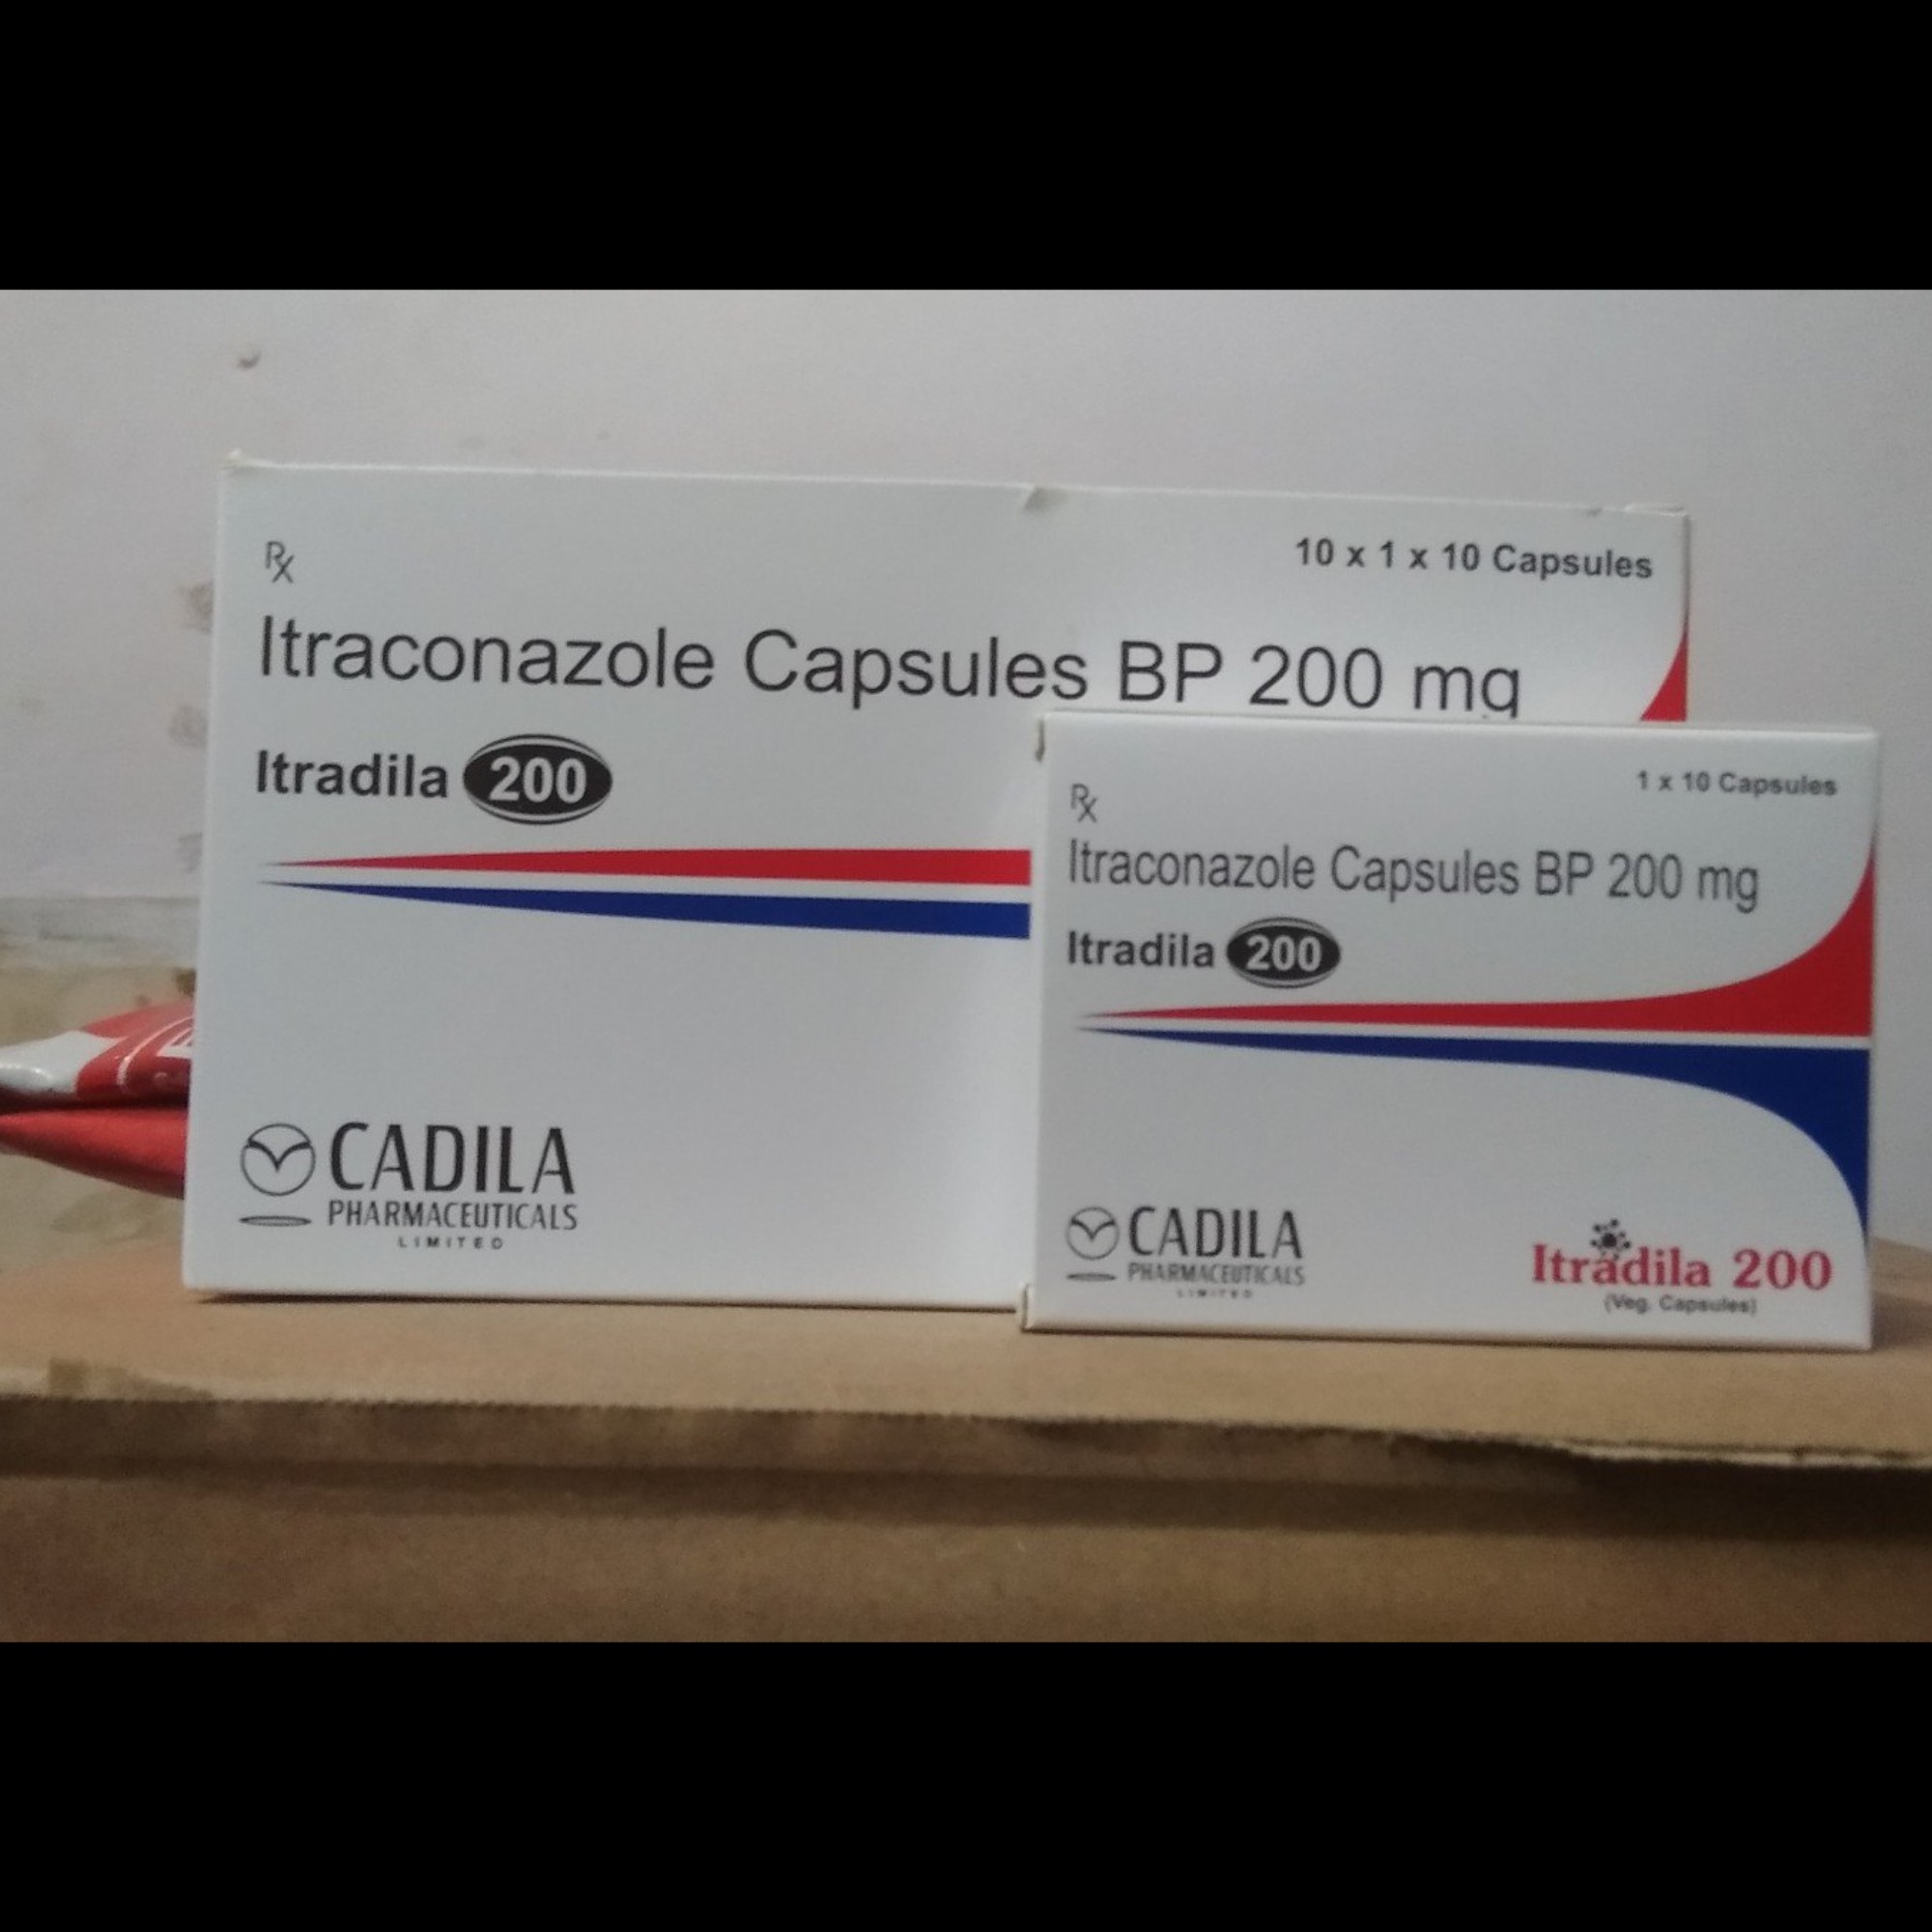 Rx
10 x 1 x 10 Capsules
Itraconazole Capsules BP 200 mg
Itradila 200
CADILA
PHARMACEUTICALS
LIMITED
Rx
1 x 10 Capsules
Itraconazole Capsules BP 200 mg
Itradila 200
CADILA
PHARMACEUTICALS
LIMITED
Itradila 200
(Veg. Capsules)